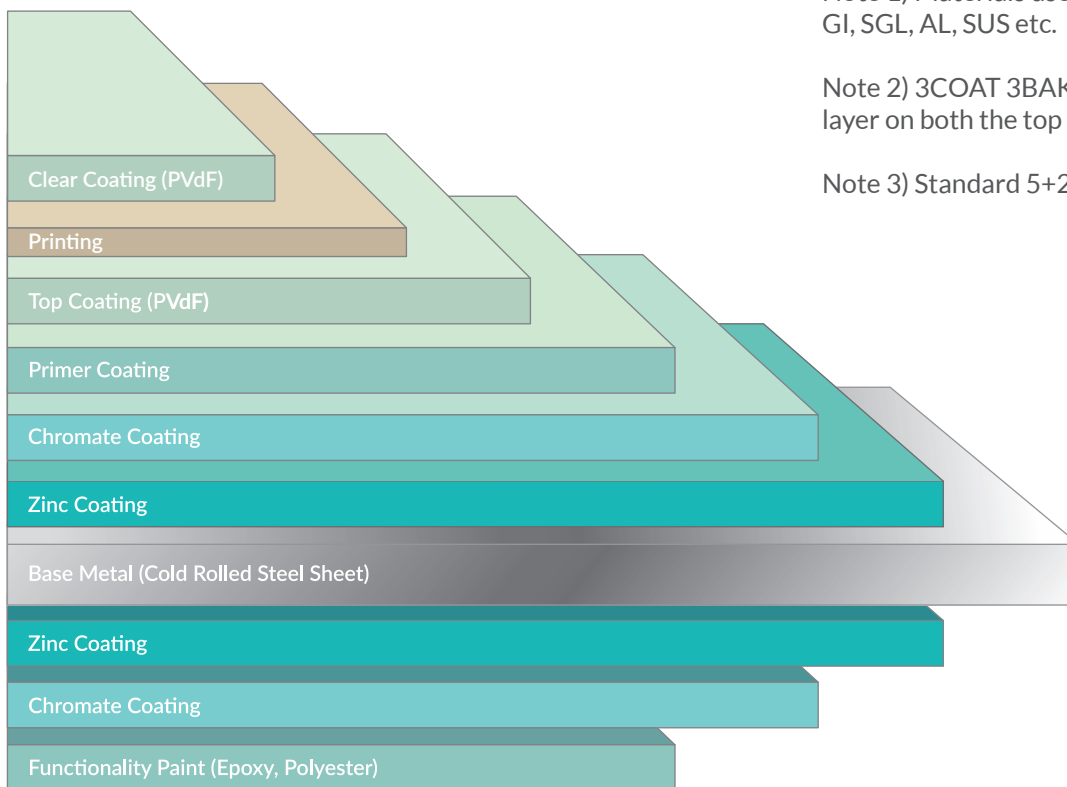 GI, SGL, AL, SUS etc.
Note 2) 3COAT 3BAK
layer on both the top
Note 3) Standard 5+2
Clear Coating (PVdF)
Printing
Top Coating (PVdF)
Primer Coating
Chromate Coating
Zinc Coating
Base Metal (Cold Rolled Steel Sheet)
Zinc Coating
Chromate Coating
Functionality Paint (Epoxy, Polyester)